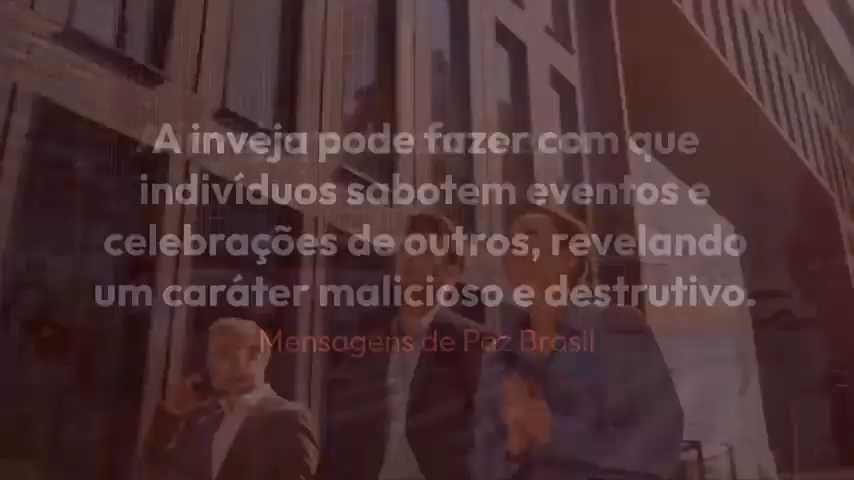 A inveja pode fazer com que
indivíduos sabotem eventos e
celebrações de outros, revelando
um caráter malicioso e destrutivo.
Mensagens de Paz Brasil